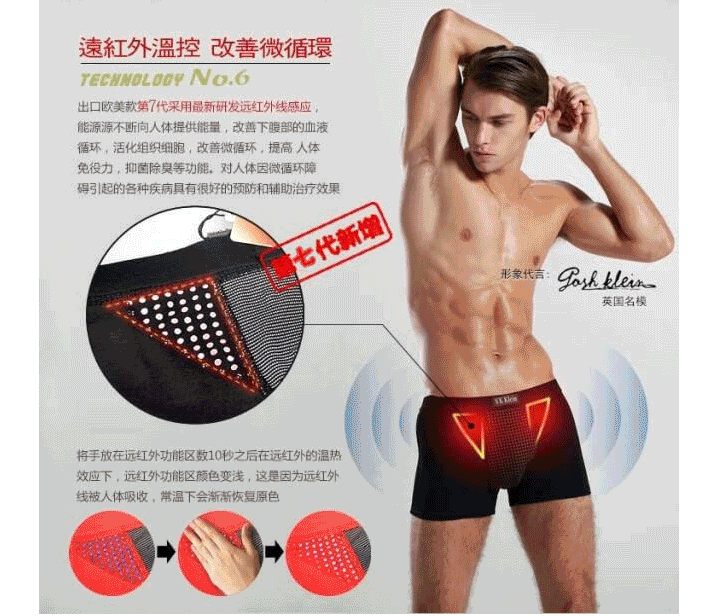 遠紅外溫控 改善微循環
TECHNOLOGY No.6
出口欧美款第7代采用最新研发远红外线感应，
能源源不断向人体提供能量，改善下腹部的血液
循环，活化组织细胞，改善微循环，提高 人体
免役力，抑菌除臭等功能。对人体因微循环障
碍引起的各种疾病具有很好的预防和辅助治疗效果
第七代新增
形象代言：
Josh klein
英国名模
V.K Klein
将手放在远红外功能区数10秒之后在远红外的温热
效应下，远红外功能区颜色变浅，这是因为远红外
线被人体吸收，常温下会渐渐恢复原色